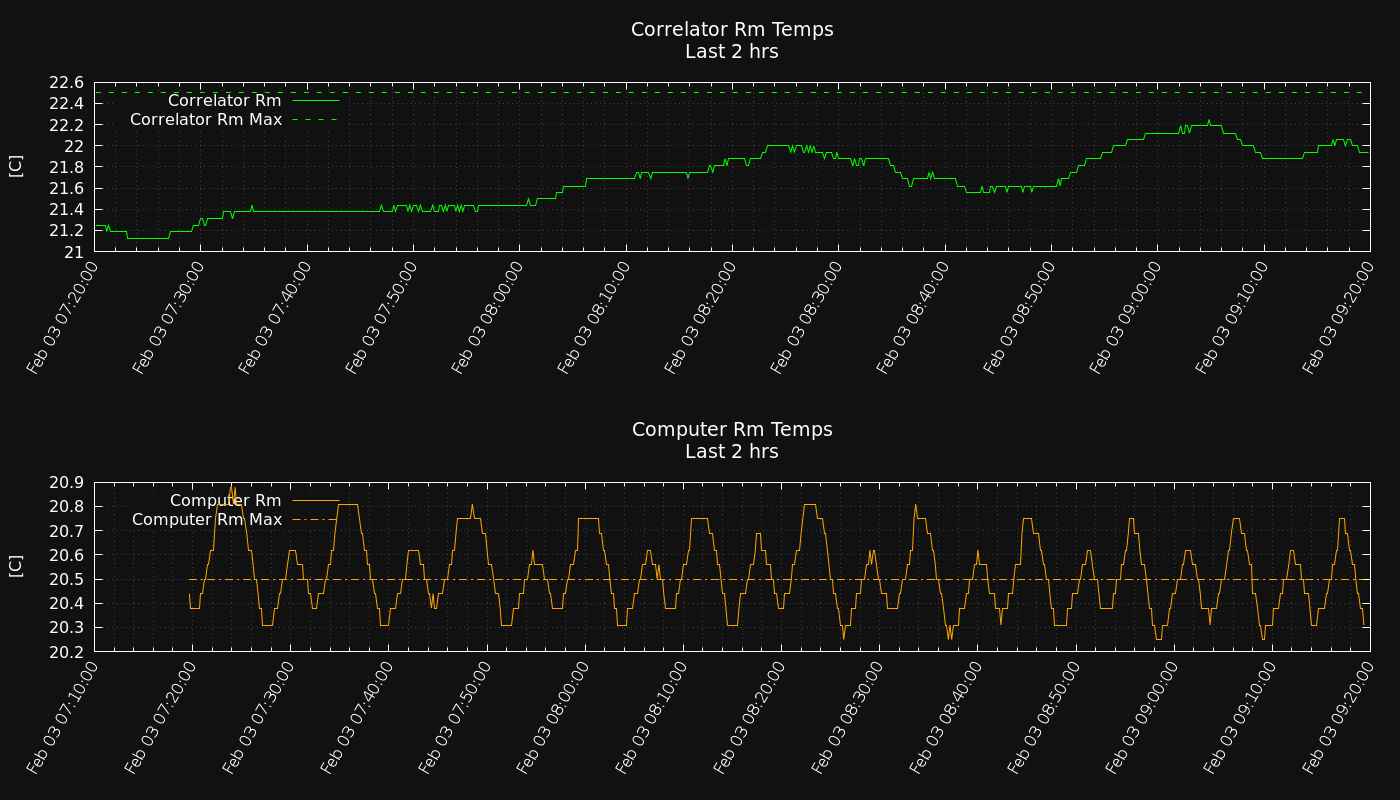 Correlator Rm Temps
Last 2 hrs
22.6
22.4
22.2
22
21.8
21.6
21.4
21.2
21
[C]
Correlator Rm
Correlator Rm Max
Feb 03 07:20:00
Feb 03 07:30:00
Feb 03 07:40:00
Feb 03 07:50:00
Feb 03 08:00:00
Feb 03 08:10:00
Feb 03 08:20:00
Feb 03 08:30:00
Feb 03 08:40:00
Feb 03 08:50:00
Feb 03 09:00:00
Feb 03 09:10:00
Feb 03 09:20:00
Computer Rm Temps
Last 2 hrs
20.9
20.8
20.7
20.6
20.5
20.4
20.3
20.2
[C]
Computer Rm
Computer Rm Max
Feb 03 07:10:00
Feb 03 07:20:00
Feb 03 07:30:00
Feb 03 07:40:00
Feb 03 07:50:00
Feb 03 08:00:00
Feb 03 08:10:00
Feb 03 08:20:00
Feb 03 08:30:00
Feb 03 08:40:00
Feb 03 08:50:00
Feb 03 09:00:00
Feb 03 09:10:00
Feb 03 09:20:00